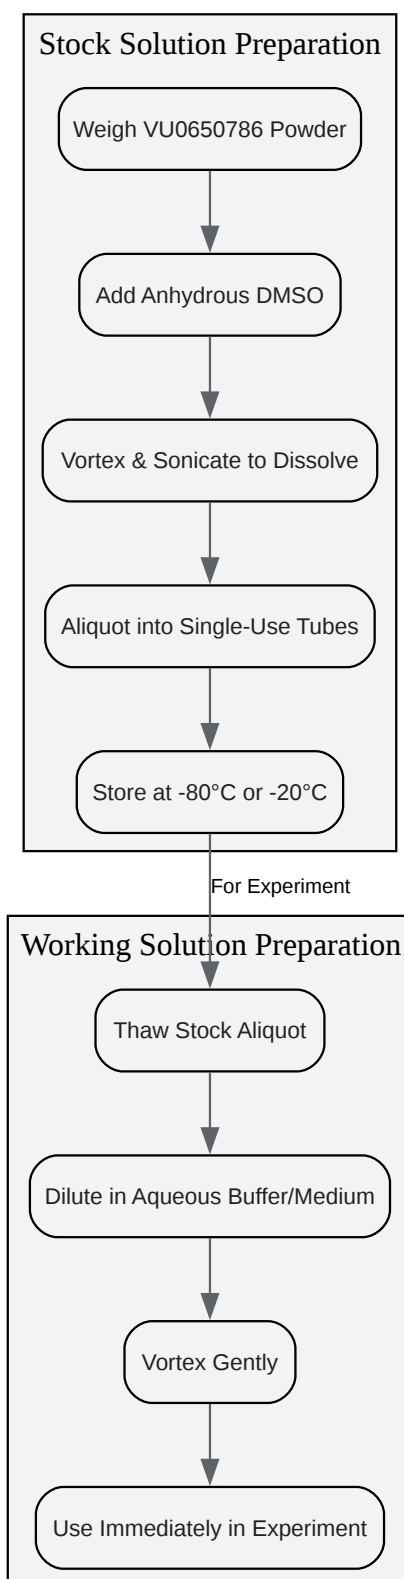 Stock Solution Preparation
Weigh VU0650786 Powder
Add Anhydrous DMSO
Vortex & Sonicate to Dissolve
Aliquot into Single-Use Tubes
Store at -80°C or -20°C
For Experiment
Working Solution Preparation
Thaw Stock Aliquot
Dilute in Aqueous Buffer/Medium
Vortex Gently
Use Immediately in Experiment